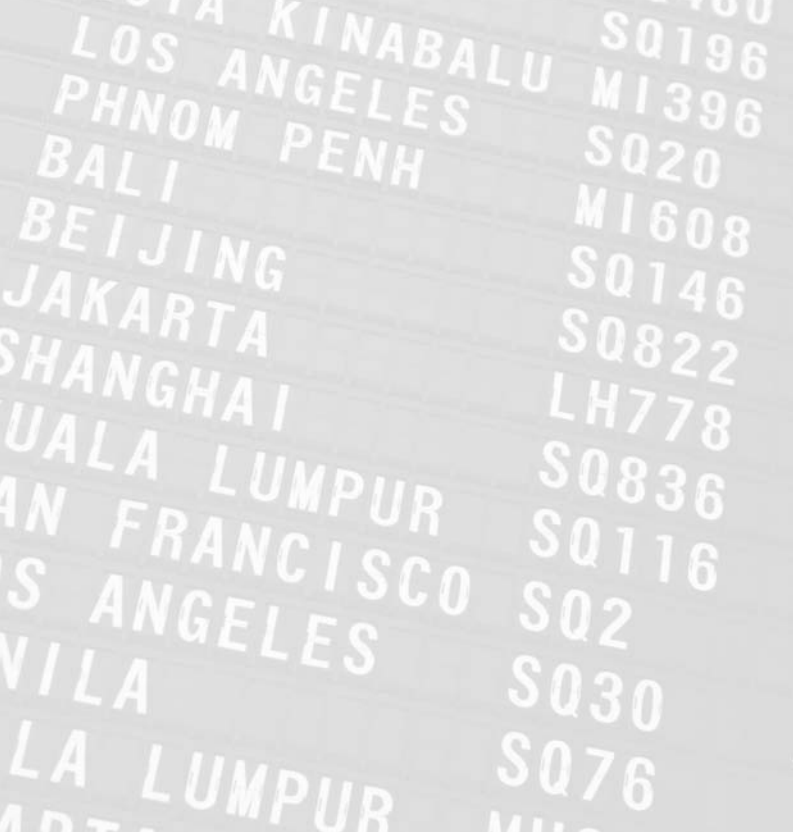 SQ196
KINABALU MI396
LOS ANGELES SQ20
PHNOM PENH MI608
BALI SQ146
BEIJING SQ822
JAKARTA LH778
SHANGHAI SQ836
UALA LUMPUR SQ116
AN FRANCISCO SQ2
OS ANGELES SQ30
NILA SQ76
LA LUMPUR